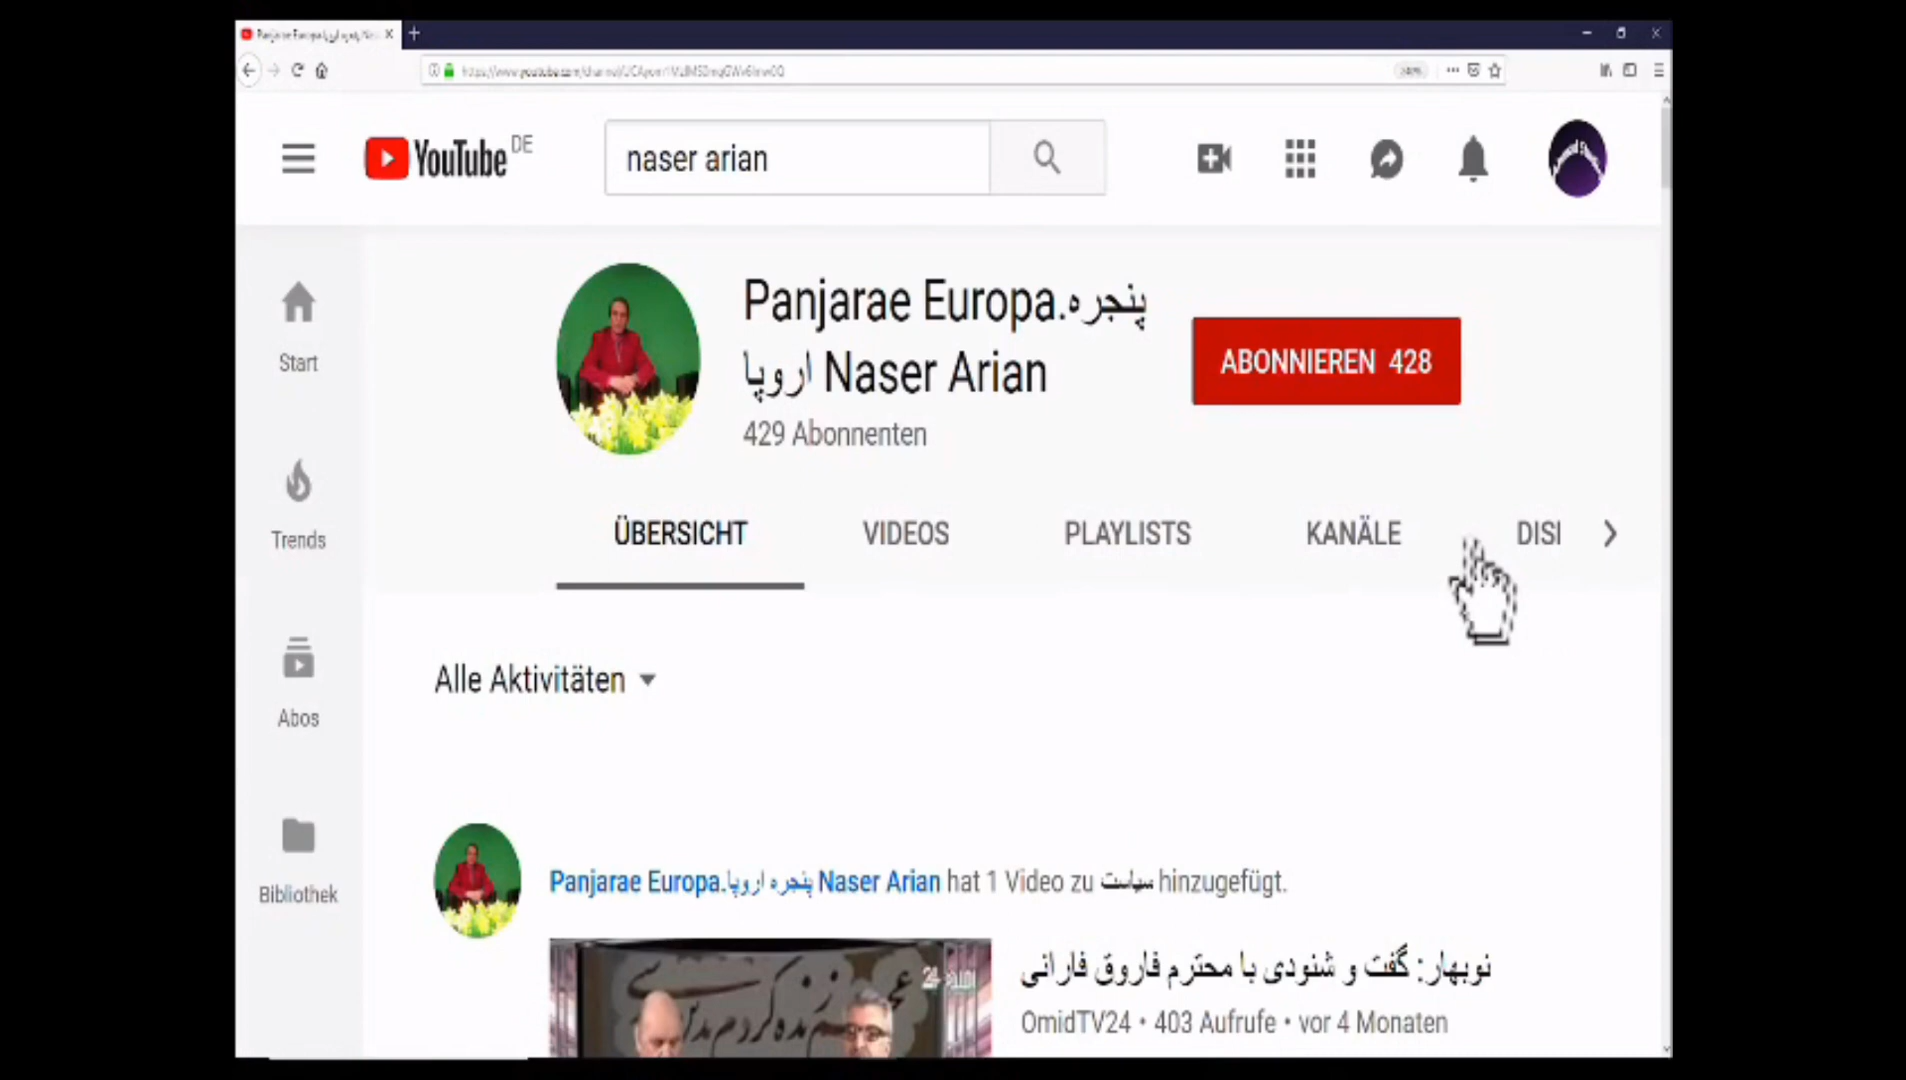 YouTube DE
naser arian
Panjarae Europa.پنجره
اروپا Naser Arian
429 Abonnenten
ABONNIEREN 428
ÜBERSICHT
VIDEOS
PLAYLISTS
KANÄLE
DISI
Start
Trends
Abos
Bibliothek
Alle Aktivitäten
Panjarae Europa.پنجره اروپا Naser Arian hat 1 Video zu سیاست hinzugefügt.
نوبهار: گفت و شنودی با محترم فاروق فارانی
OmidTV24 • 403 Aufrufe • vor 4 Monaten